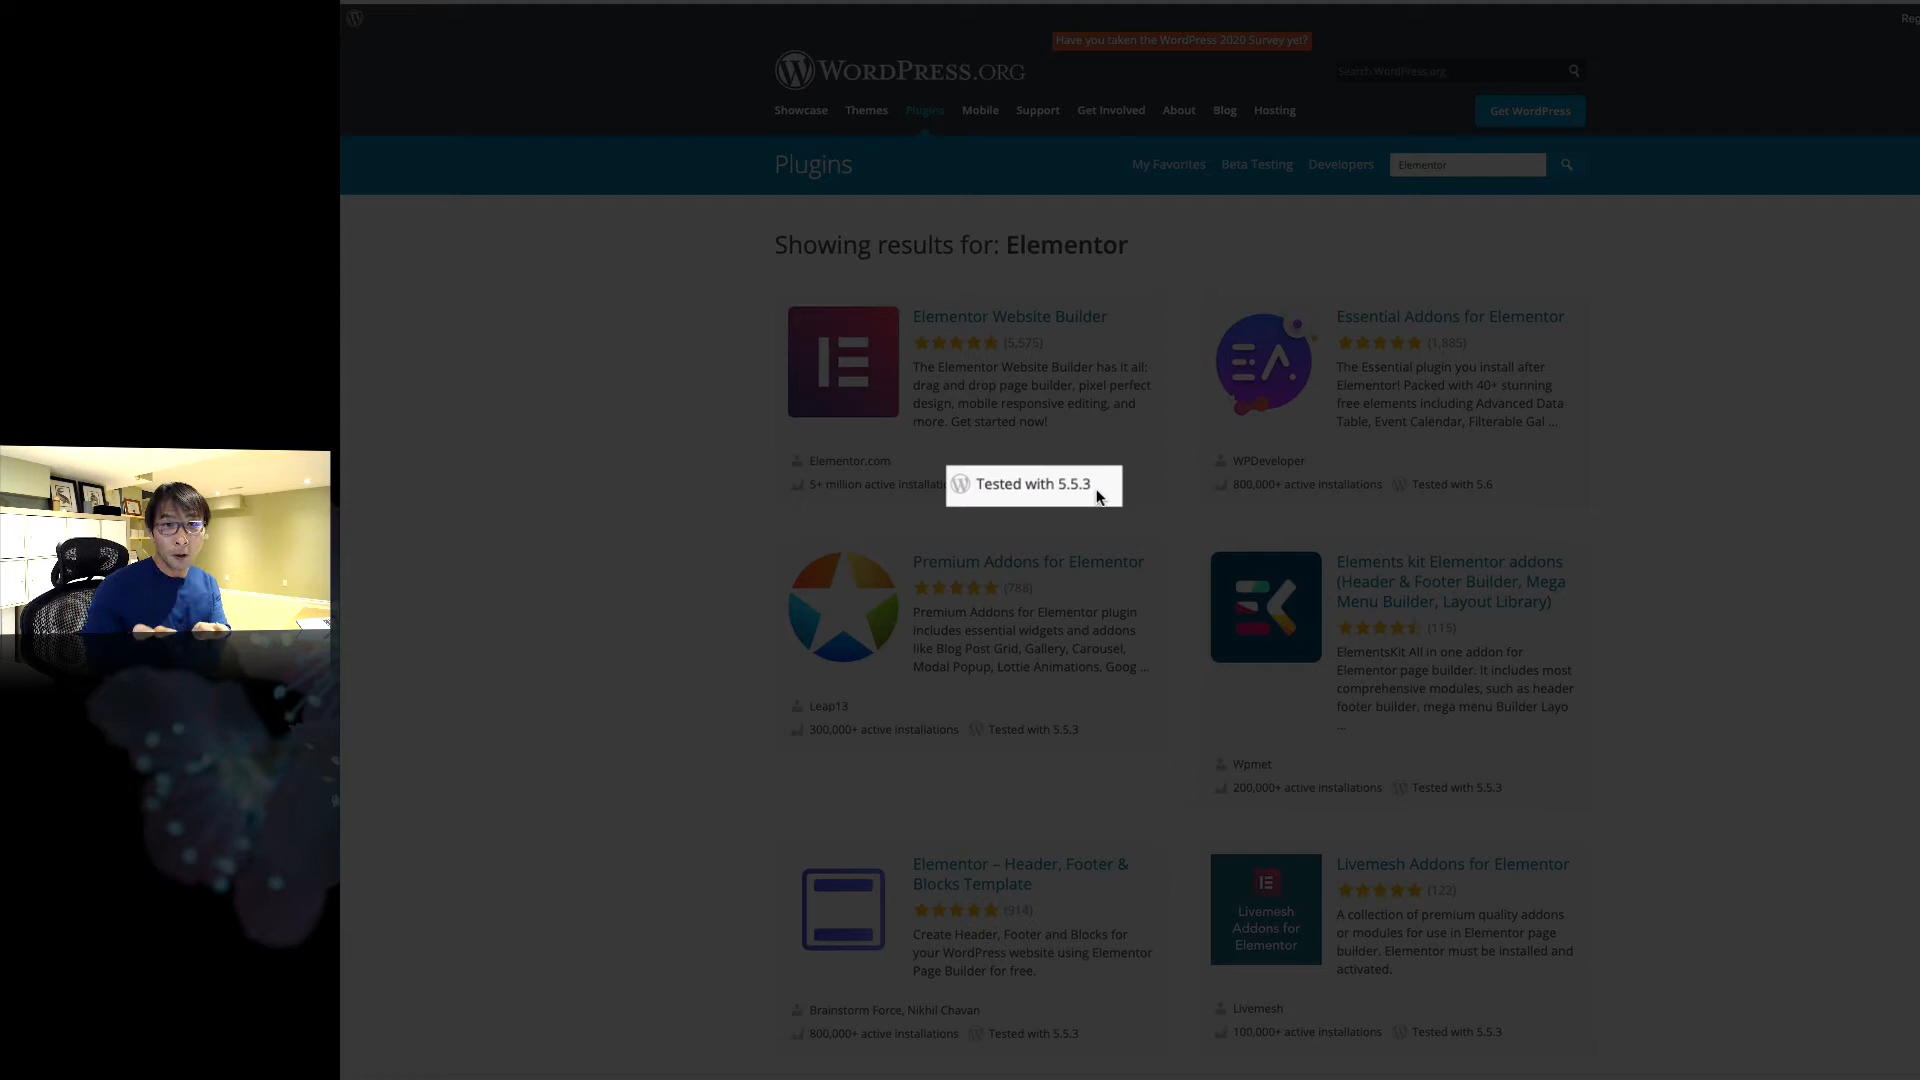 Reg
Have you taken the WordPress 2020 Survey yet?
WORDPRESS.ORG
Search WordPress.org
Showcase Themes Plugins Mobile Support Get Involved About Blog Hosting
Get WordPress
Plugins
My Favorites Beta Testing Developers
Elementor
Showing results for: Elementor
Elementor Website Builder
(5,575)
The Elementor Website Builder has it all:
drag and drop page builder, pixel perfect
design, mobile responsive editing, and
more. Get started now!
Elementor.com
5+ million active installatio
Tested with 5.5.3
Essential Addons for Elementor
(1,885)
The Essential plugin you install after
Elementor! Packed with 40+ stunning
free elements including Advanced Data
Table, Event Calendar, Filterable Gal ...
WPDeveloper
800,000+ active installations
Tested with 5.6
Premium Addons for Elementor
(788)
Premium Addons for Elementor plugin
includes essential widgets and addons
like Blog Post Grid, Gallery, Carousel,
Modal Popup, Lottie Animations, Goog ...
Leap13
300,000+ active installations
Tested with 5.5.3
Elements kit Elementor addons
(Header & Footer Builder, Mega
Menu Builder, Layout Library)
(115)
ElementsKit All in one addon for
Elementor page builder. It includes most
comprehensive modules, such as header
footer builder, mega menu Builder Layo
...
Wpmet
200,000+ active installations
Tested with 5.5.3
Elementor – Header, Footer &
Blocks Template
(914)
Create Header, Footer and Blocks for
your WordPress website using Elementor
Page Builder for free.
Brainstorm Force, Nikhil Chavan
800,000+ active installations
Tested with 5.5.3
Livemesh
Addons for
Elementor
Livemesh Addons for Elementor
(122)
A collection of premium quality addons
or modules for use in Elementor page
builder. Elementor must be installed and
activated.
Livemesh
100,000+ active installations
Tested with 5.5.3